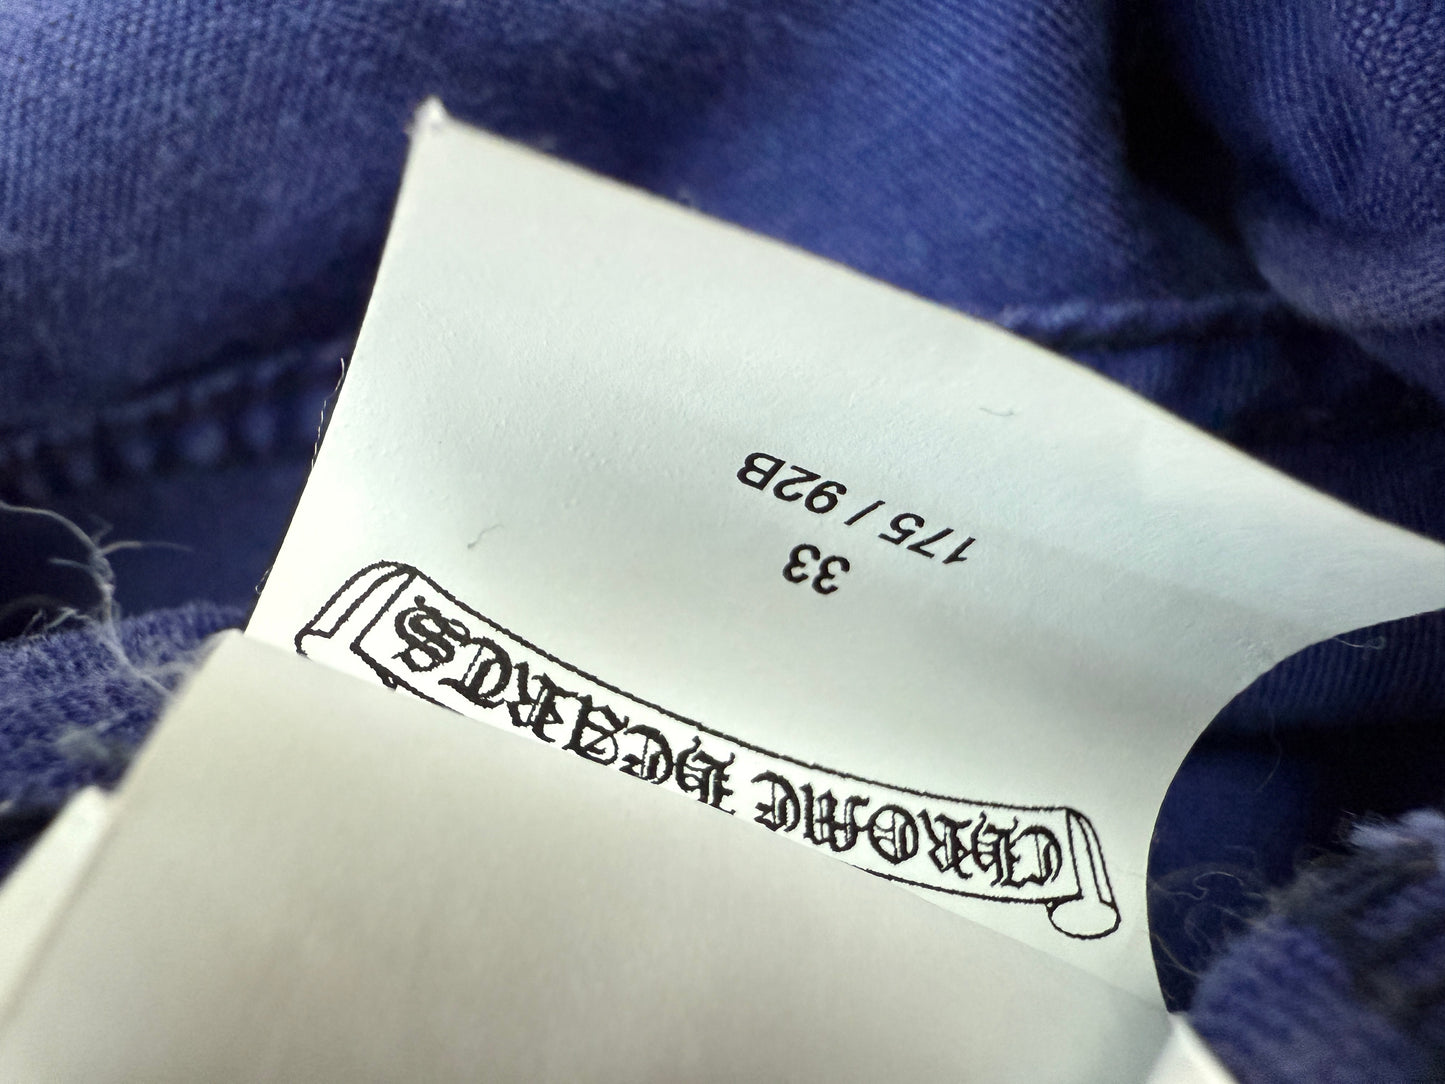 CHROME HEARTS
33
175 / 92B